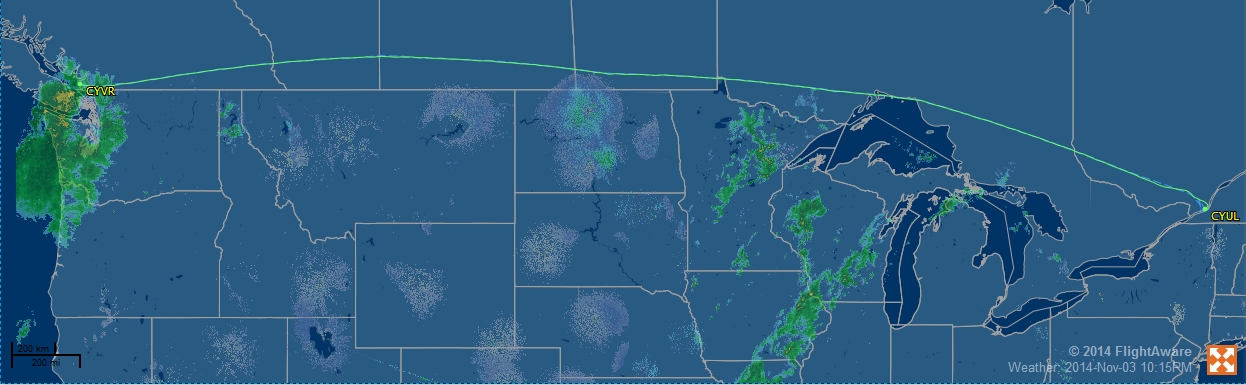 CYVR
CYUL
200 km
200 mi
© 2014 FlightAware
Weather: 2014-Nov-03 10:15PM